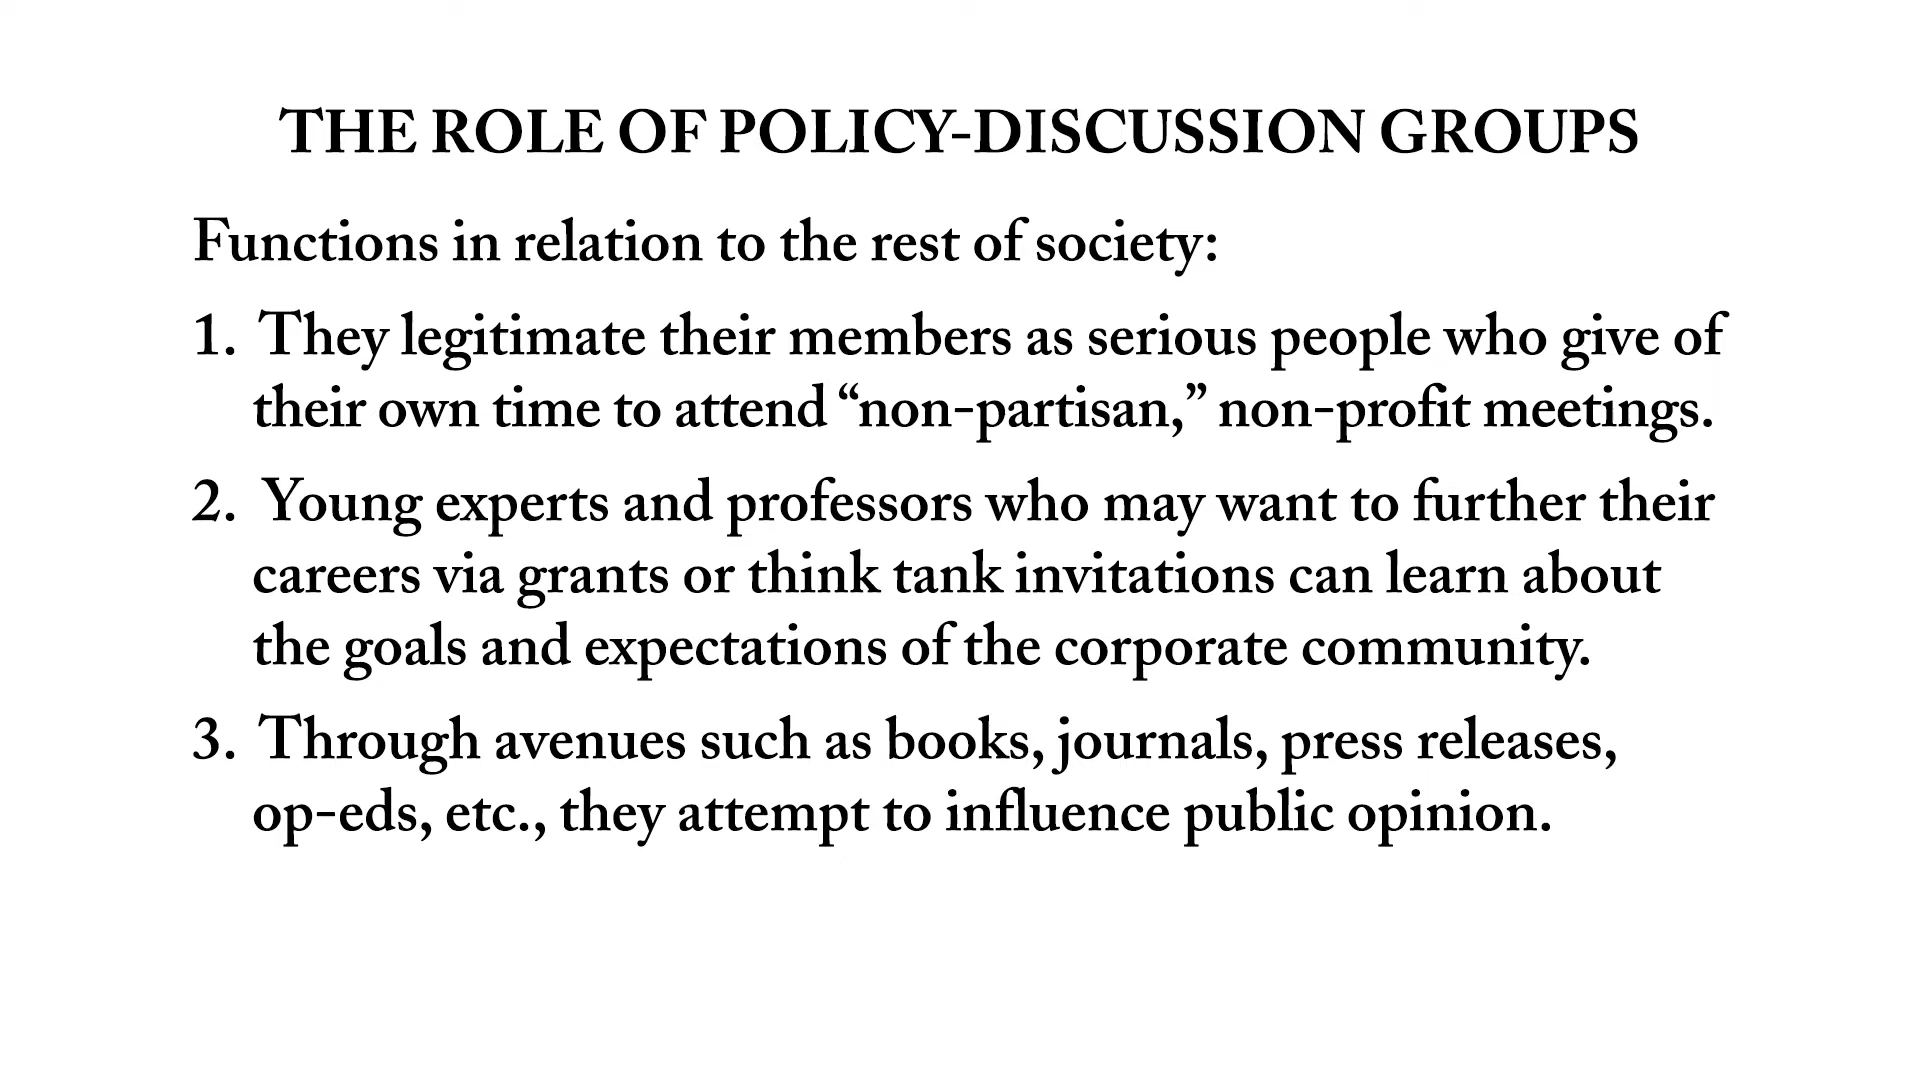 THE ROLE OF POLICY-DISCUSSION GROUPS
Functions in relation to the rest of society:
1. They legitimate their members as serious people who give of
their own time to attend “non-partisan,” non-profit meetings.
2. Young experts and professors who may want to further their
careers via grants or think tank invitations can learn about
the goals and expectations of the corporate community.
3. Through avenues such as books, journals, press releases,
op-eds, etc., they attempt to influence public opinion.